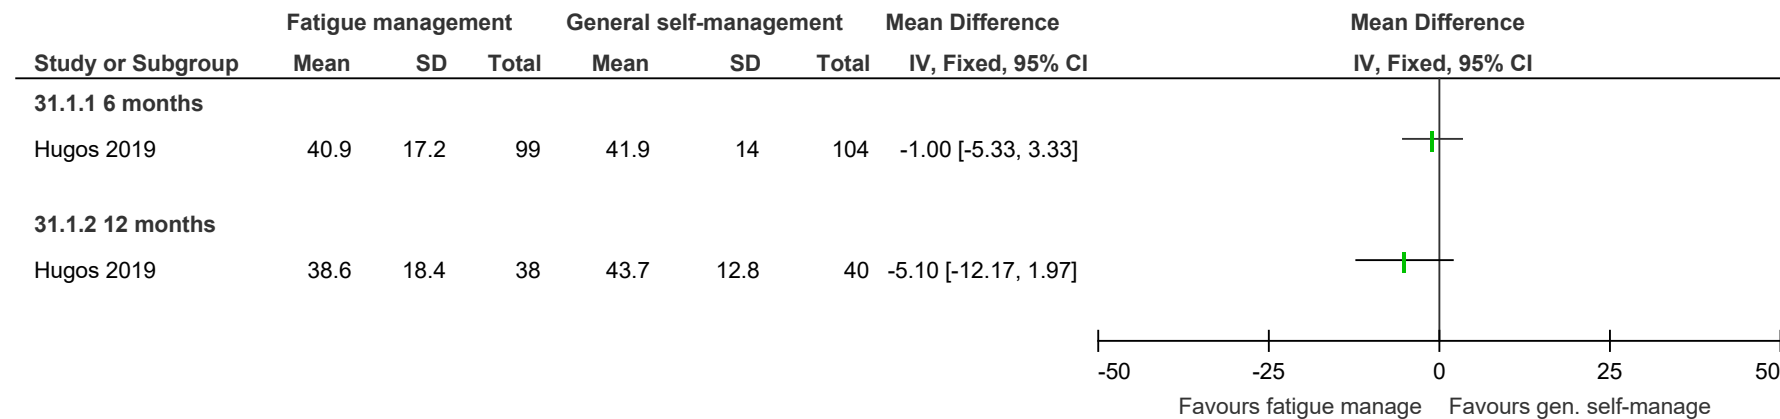 Fatigue management General self-management Mean Difference Mean Difference
Study or Subgroup Mean SD Total Mean SD Total IV, Fixed, 95% CI IV, Fixed, 95% CI
31.1.1 6 months
Hugos 2019 40.9 17.2 99 41.9 14 104 -1.00 [-5.33, 3.33]
31.1.2 12 months
Hugos 2019 38.6 18.4 38 43.7 12.8 40 -5.10 [-12.17, 1.97]
-50 -25 0 25 50
Favours fatigue manage Favours gen. self-manage